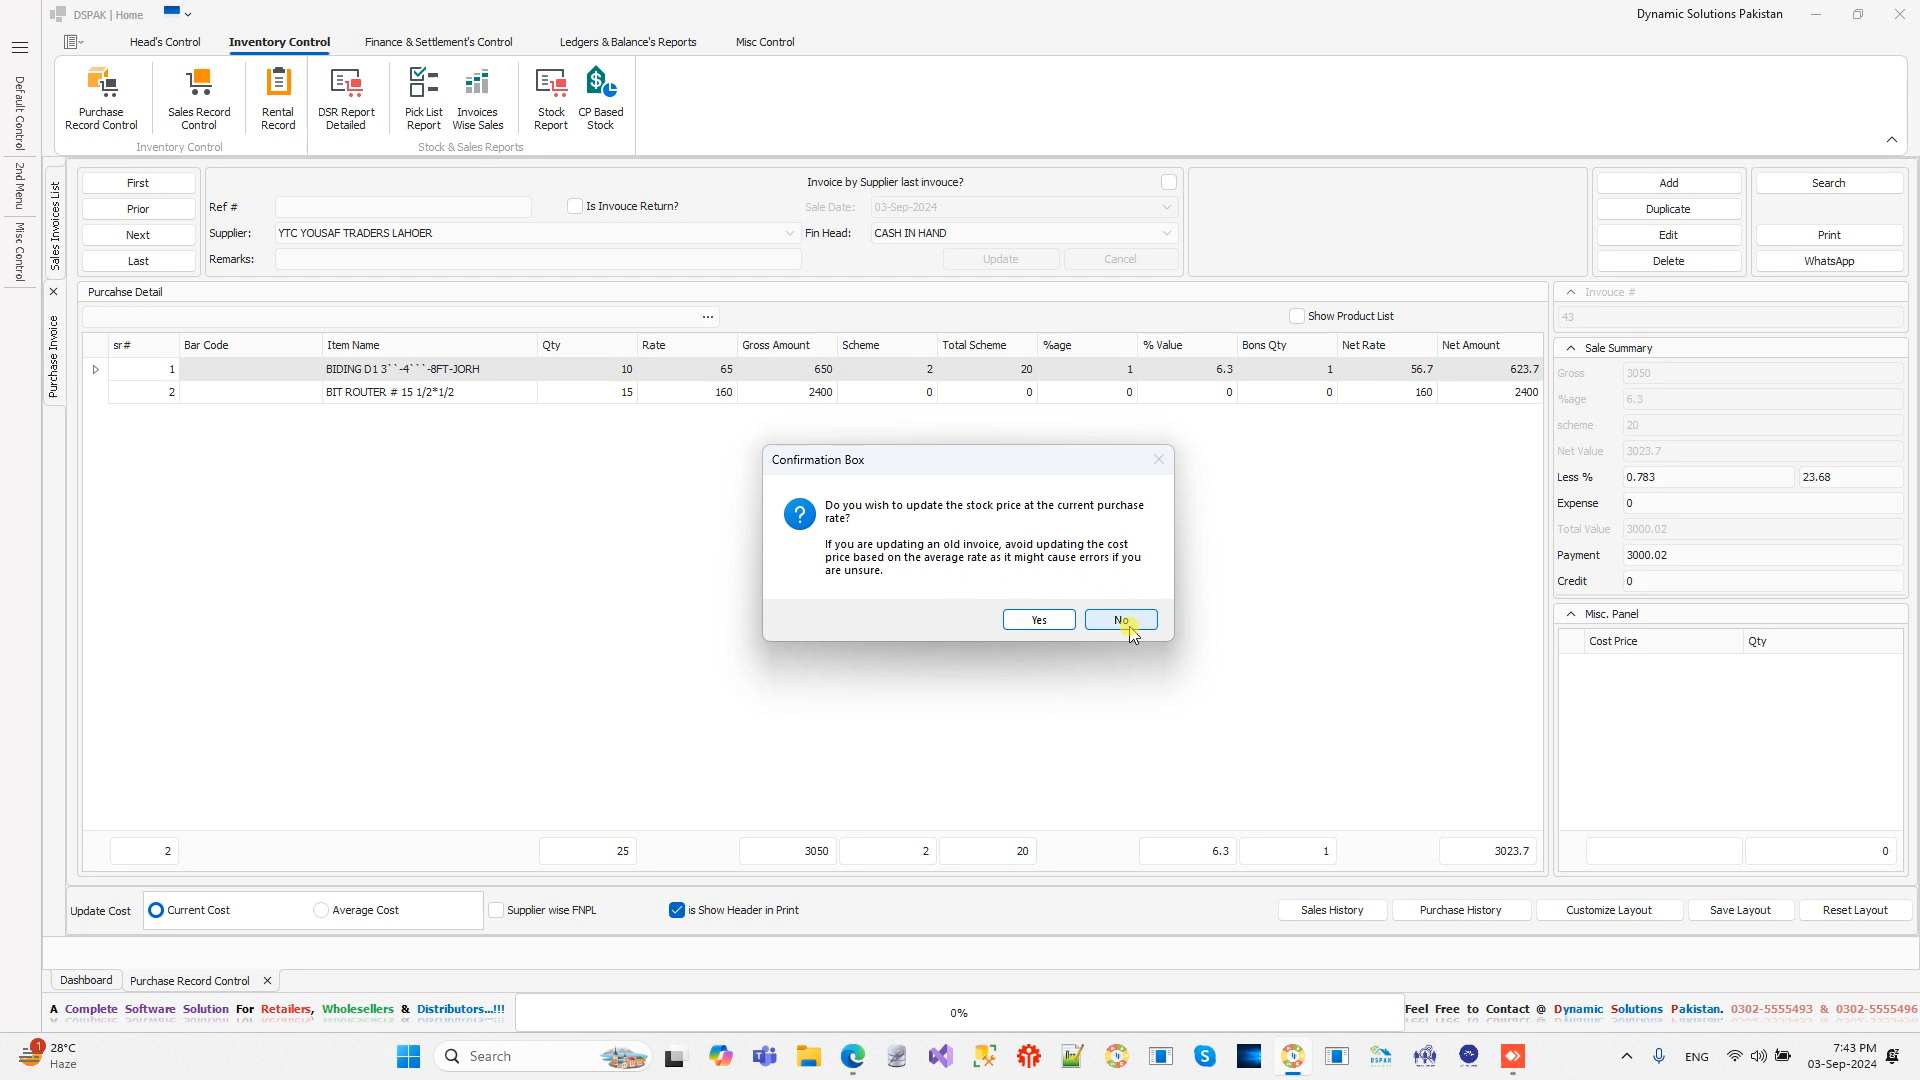 DSPAK | Home
Dynamic Solutions Pakistan
Head's Control
Inventory Control
Finance & Settlement's Control
Ledgers & Balance's Reports
Misc Control
Purchase Record Control
Sales Record Control
Rental Record
DSR Report Detailed
Pick List Report
Invoices Wise Sales
Stock Report
CP Based Stock
Inventory Control
Stock & Sales Reports
Default Control
2nd Menu
Misc Control
Sales Invoices List
Purchase Invoice
First
Prior
Next
Last
Ref #
Is Invouce Return?
Invoice by Supplier last invouce?
Sale Date: 03-Sep-2024
Supplier: YTC YOUSAF TRADERS LAHOER
Fin Head: CASH IN HAND
Remarks:
Update
Cancel
Add
Duplicate
Edit
Delete
Search
Print
WhatsApp
Purcahse Detail
...
Show Product List
sr# Bar Code Item Name Qty Rate Gross Amount Scheme Total Scheme %age % Value Bons Qty Net Rate Net Amount
1 BIDING D1 3``-4```-8FT-JORH 10 65 650 2 20 1 6.3 1 56.7 623.7
2 BIT ROUTER # 15 1/2*1/2 15 160 2400 0 0 0 0 0 160 2400
2 25 3050 2 20 6.3 1 3023.7
Confirmation Box
Do you wish to update the stock price at the current purchase
rate?
If you are updating an old invoice, avoid updating the cost
price based on the average rate as it might cause errors if you
are unsure.
Yes
No
Invouce #
43
Sale Summary
Gross 3050
%age 6.3
scheme 20
Net Value 3023.7
Less % 0.783 23.68
Expense 0
Total Value 3000.02
Payment 3000.02
Credit 0
Misc. Panel
Cost Price Qty
0
Update Cost
Current Cost
Average Cost
Supplier wise FNPL
is Show Header in Print
Sales History
Purchase History
Customize Layout
Save Layout
Reset Layout
Dashboard
Purchase Record Control
A Complete Software Solution For Retailers, Wholesellers & Distributors...!!!
0%
Feel Free to Contact @ Dynamic Solutions Pakistan. 0302-5555493 & 0302-5555496
1
28°C
Haze
Search
DSPAK
ENG
7:43 PM
03-Sep-2024